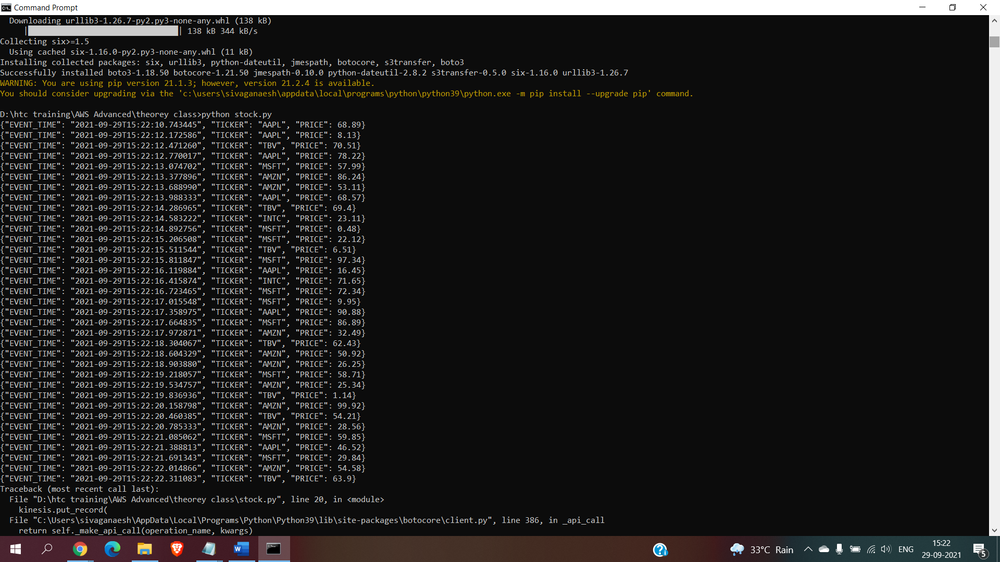 Command Prompt
Downloading urllib3-1.26.7-py2.py3-none-any.whl (138 kB)
| | 138 kB 344 kB/s
Collecting six>=1.5
Using cached six-1.16.0-py2.py3-none-any.whl (11 kB)
Installing collected packages: six, urllib3, python-dateutil, jmespath, botocore, s3transfer, boto3
Successfully installed boto3-1.18.50 botocore-1.21.50 jmespath-0.10.0 python-dateutil-2.8.2 s3transfer-0.5.0 six-1.16.0 urllib3-1.26.7
WARNING: You are using pip version 21.1.3; however, version 21.2.4 is available.
You should consider upgrading via the 'c:\users\sivaganaesh\appdata\local\programs\python\python39\python.exe -m pip install --upgrade pip' command.
D:\htc training\AWS Advanced\theorey class>python stock.py
{"EVENT_TIME": "2021-09-29T15:22:10.743445", "TICKER": "AAPL", "PRICE": 68.89}
{"EVENT_TIME": "2021-09-29T15:22:12.172586", "TICKER": "AAPL", "PRICE": 8.13}
{"EVENT_TIME": "2021-09-29T15:22:12.471260", "TICKER": "TBV", "PRICE": 70.51}
{"EVENT_TIME": "2021-09-29T15:22:12.770017", "TICKER": "AAPL", "PRICE": 78.22}
{"EVENT_TIME": "2021-09-29T15:22:13.074702", "TICKER": "MSFT", "PRICE": 57.99}
{"EVENT_TIME": "2021-09-29T15:22:13.377896", "TICKER": "AMZN", "PRICE": 86.24}
{"EVENT_TIME": "2021-09-29T15:22:13.688990", "TICKER": "AMZN", "PRICE": 53.11}
{"EVENT_TIME": "2021-09-29T15:22:13.988333", "TICKER": "AAPL", "PRICE": 68.57}
{"EVENT_TIME": "2021-09-29T15:22:14.286965", "TICKER": "TBV", "PRICE": 69.4}
{"EVENT_TIME": "2021-09-29T15:22:14.583222", "TICKER": "INTC", "PRICE": 23.11}
{"EVENT_TIME": "2021-09-29T15:22:14.892756", "TICKER": "MSFT", "PRICE": 0.48}
{"EVENT_TIME": "2021-09-29T15:22:15.206508", "TICKER": "MSFT", "PRICE": 22.12}
{"EVENT_TIME": "2021-09-29T15:22:15.511544", "TICKER": "TBV", "PRICE": 6.51}
{"EVENT_TIME": "2021-09-29T15:22:15.811847", "TICKER": "MSFT", "PRICE": 97.34}
{"EVENT_TIME": "2021-09-29T15:22:16.119884", "TICKER": "AAPL", "PRICE": 16.45}
{"EVENT_TIME": "2021-09-29T15:22:16.415874", "TICKER": "INTC", "PRICE": 71.65}
{"EVENT_TIME": "2021-09-29T15:22:16.723465", "TICKER": "MSFT", "PRICE": 72.34}
{"EVENT_TIME": "2021-09-29T15:22:17.015548", "TICKER": "MSFT", "PRICE": 9.95}
{"EVENT_TIME": "2021-09-29T15:22:17.358975", "TICKER": "AAPL", "PRICE": 90.88}
{"EVENT_TIME": "2021-09-29T15:22:17.664835", "TICKER": "MSFT", "PRICE": 86.89}
{"EVENT_TIME": "2021-09-29T15:22:17.972871", "TICKER": "AMZN", "PRICE": 32.49}
{"EVENT_TIME": "2021-09-29T15:22:18.304067", "TICKER": "TBV", "PRICE": 62.43}
{"EVENT_TIME": "2021-09-29T15:22:18.604329", "TICKER": "AMZN", "PRICE": 50.92}
{"EVENT_TIME": "2021-09-29T15:22:18.903880", "TICKER": "AMZN", "PRICE": 26.25}
{"EVENT_TIME": "2021-09-29T15:22:19.218057", "TICKER": "MSFT", "PRICE": 58.71}
{"EVENT_TIME": "2021-09-29T15:22:19.534757", "TICKER": "AMZN", "PRICE": 25.34}
{"EVENT_TIME": "2021-09-29T15:22:19.836936", "TICKER": "TBV", "PRICE": 1.14}
{"EVENT_TIME": "2021-09-29T15:22:20.158798", "TICKER": "AMZN", "PRICE": 99.92}
{"EVENT_TIME": "2021-09-29T15:22:20.460385", "TICKER": "TBV", "PRICE": 54.21}
{"EVENT_TIME": "2021-09-29T15:22:20.785333", "TICKER": "AMZN", "PRICE": 28.56}
{"EVENT_TIME": "2021-09-29T15:22:21.085062", "TICKER": "MSFT", "PRICE": 59.85}
{"EVENT_TIME": "2021-09-29T15:22:21.388813", "TICKER": "AAPL", "PRICE": 46.52}
{"EVENT_TIME": "2021-09-29T15:22:21.691343", "TICKER": "MSFT", "PRICE": 29.84}
{"EVENT_TIME": "2021-09-29T15:22:22.014866", "TICKER": "AMZN", "PRICE": 54.58}
{"EVENT_TIME": "2021-09-29T15:22:22.311083", "TICKER": "TBV", "PRICE": 63.9}
Traceback (most recent call last):
File "D:\htc training\AWS Advanced\theorey class\stock.py", line 20, in <module>
kinesis.put_record(
File "C:\Users\sivaganaesh\AppData\Local\Programs\Python\Python39\lib\site-packages\botocore\client.py", line 386, in _api_call
return self._make_api_call(operation_name, kwargs)
33°C Rain
ENG
15:22
29-09-2021
5